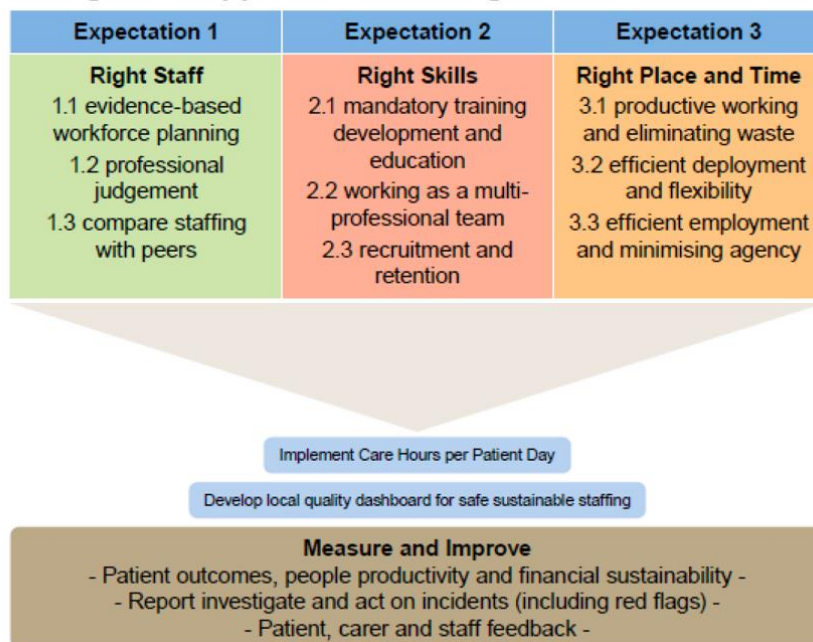 Expectation 1
Expectation 2
Expectation 3
Right Staff
1.1 evidence-based
workforce planning
1.2 professional
judgement
1.3 compare staffing
with peers
Right Skills
2.1 mandatory training
development and
education
2.2 working as a multi-
professional team
2.3 recruitment and
retention
Right Place and Time
3.1 productive working
and eliminating waste
3.2 efficient deployment
and flexibility
3.3 efficient employment
and minimising agency
Implement Care Hours per Patient Day
Develop local quality dashboard for safe sustainable staffing
Measure and Improve
- Patient outcomes, people productivity and financial sustainability -
- Report investigate and act on incidents (including red flags) -
- Patient, carer and staff feedback -